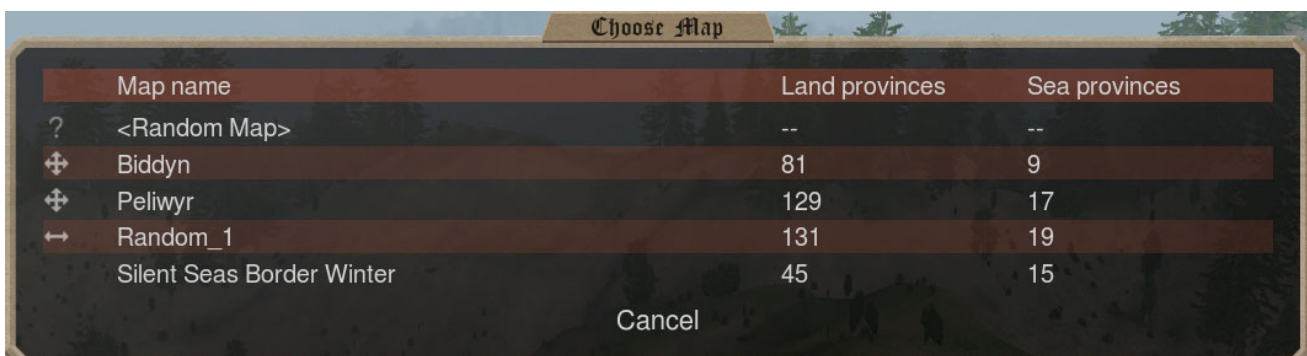 Choose Map
Map name Land provinces Sea provinces
? <Random Map> -- --
Biddyn 81 9
Peliwyr 129 17
Random_1 131 19
Silent Seas Border Winter 45 15
Cancel